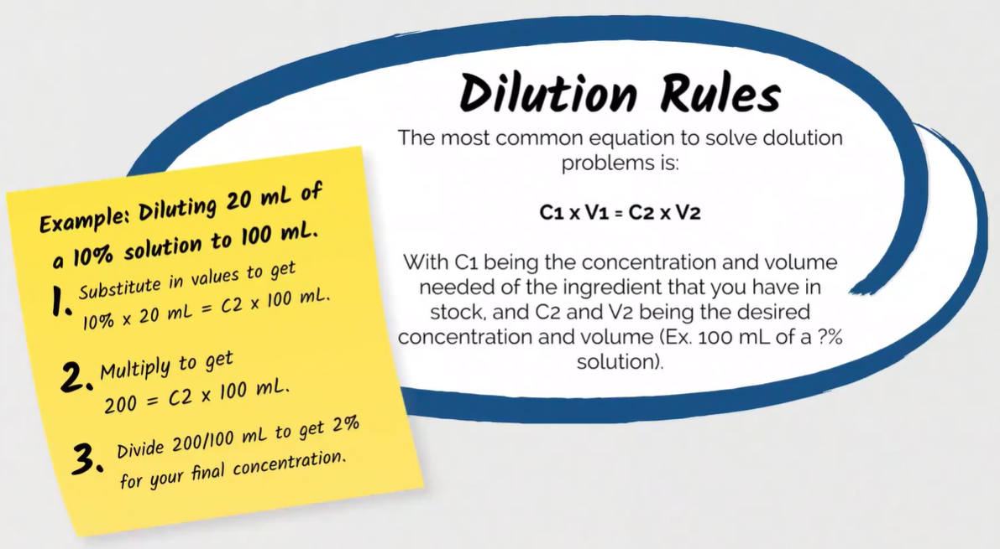 Dilution Rules
The most common equation to solve dolution
problems is:
C1 x V1 = C2 x V2
With C1 being the concentration and volume
needed of the ingredient that you have in
stock, and C2 and V2 being the desired
concentration and volume (Ex. 100 mL of a ?%
solution).
Example: Diluting 20 mL of
a 10% solution to 100 mL.
1. Substitute in values to get
10% x 20 mL = C2 x 100 mL.
2. Multiply to get
200 = C2 x 100 mL.
3. Divide 200/100 mL to get 2%
for your final concentration.